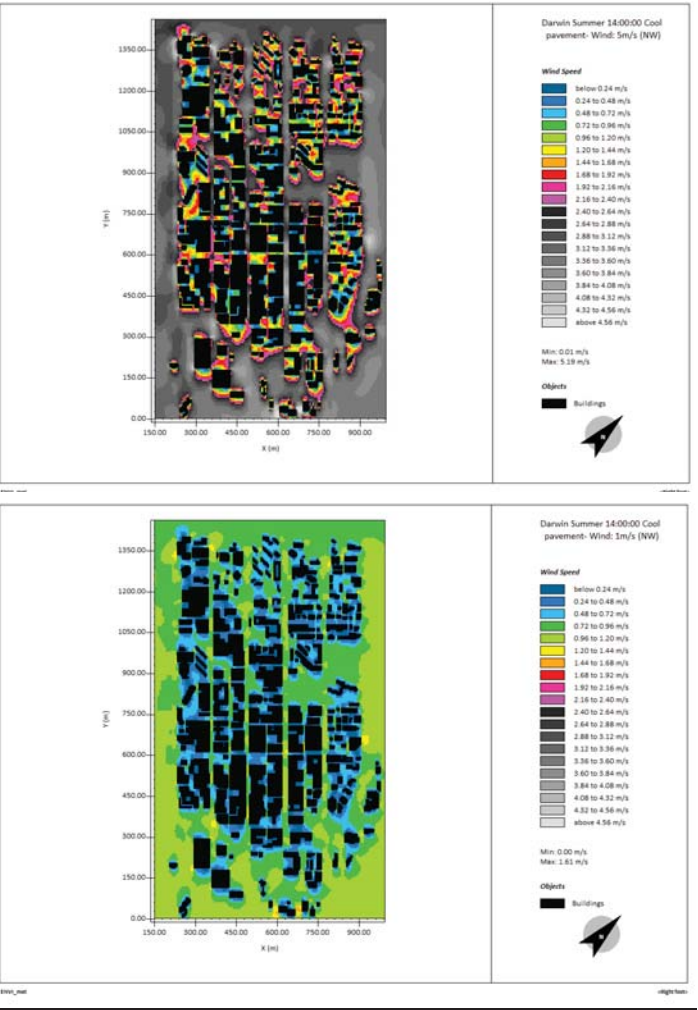 Darwin Summer 14:00:00 Cool
pavement- Wind: 5m/s (NW)
Wind Speed
below 0.24 m/s
0.24 to 0.48 m/s
0.48 to 0.72 m/s
0.72 to 0.96 m/s
0.96 to 1.20 m/s
1.20 to 1.44 m/s
1.44 to 1.68 m/s
1.68 to 1.92 m/s
1.92 to 2.16 m/s
2.16 to 2.40 m/s
2.40 to 2.64 m/s
2.64 to 2.88 m/s
2.88 to 3.12 m/s
3.12 to 3.36 m/s
3.36 to 3.60 m/s
3.60 to 3.84 m/s
3.84 to 4.08 m/s
4.08 to 4.32 m/s
4.32 to 4.56 m/s
above 4.56 m/s
Min: 0.01 m/s
Max: 5.19 m/s
Objects
Buildings
N
1350.00
1200.00
1050.00
900.00
750.00
600.00
450.00
300.00
150.00
0.00
Y (m)
150.00 300.00 450.00 600.00 750.00 900.00
X (m)
Darwin Summer 14:00:00 Cool
pavement- Wind: 1m/s (NW)
Wind Speed
below 0.24 m/s
0.24 to 0.48 m/s
0.48 to 0.72 m/s
0.72 to 0.96 m/s
0.96 to 1.20 m/s
1.20 to 1.44 m/s
1.44 to 1.68 m/s
1.68 to 1.92 m/s
1.92 to 2.16 m/s
2.16 to 2.40 m/s
2.40 to 2.64 m/s
2.64 to 2.88 m/s
2.88 to 3.12 m/s
3.12 to 3.36 m/s
3.36 to 3.60 m/s
3.60 to 3.84 m/s
3.84 to 4.08 m/s
4.08 to 4.32 m/s
4.32 to 4.56 m/s
above 4.56 m/s
Min: 0.00 m/s
Max: 1.61 m/s
Objects
Buildings
N
1350.00
1200.00
1050.00
900.00
750.00
600.00
450.00
300.00
150.00
0.00
Y (m)
150.00 300.00 450.00 600.00 750.00 900.00
X (m)
ENVI_met
<Right foot>